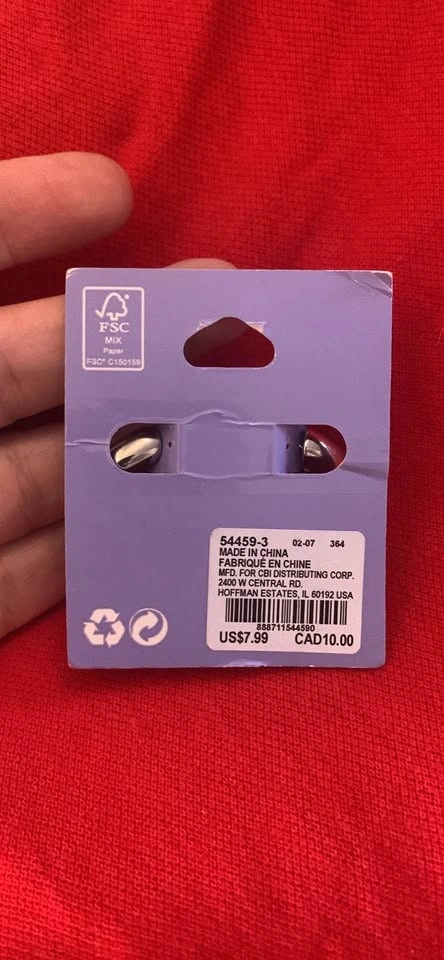 FSC
MIX
Paper
FSC® C150159
54459-3 02-07 364
MADE IN CHINA
FABRIQUÉ EN CHINE
MFD. FOR CBI DISTRIBUTING CORP.
2400 W CENTRAL RD.
HOFFMAN ESTATES, IL 60192 USA
888711544590
US$7.99 CAD10.00